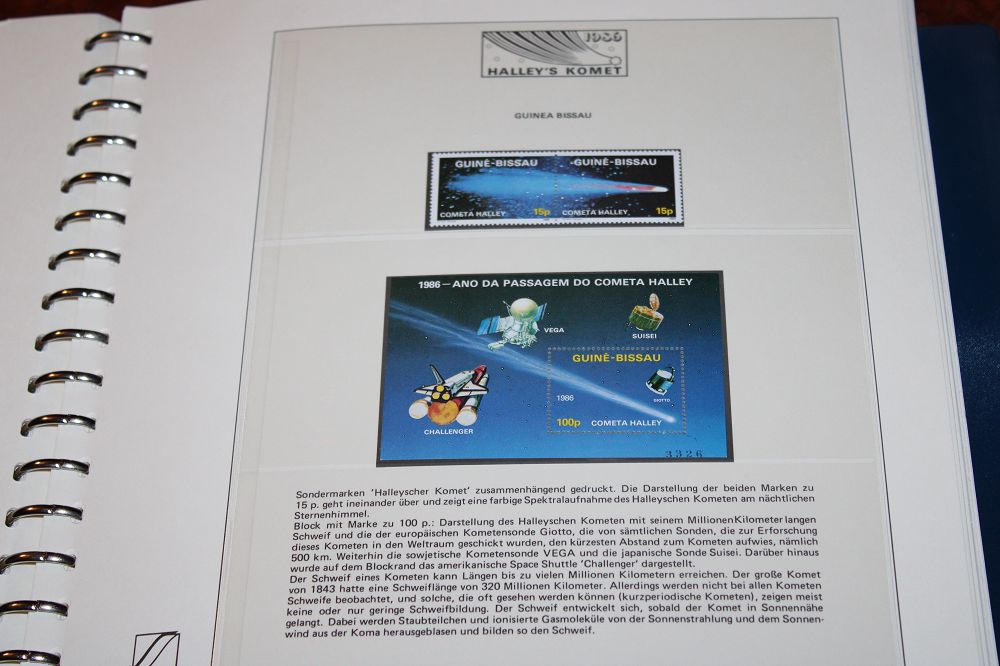 1986
HALLEY'S KOMET
GUINEA BISSAU
GUINÉ-BISSAU GUINÉ-BISSAU
COMETA HALLEY 15p COMETA HALLEY 15p
1986 — ANO DA PASSAGEM DO COMETA HALLEY
VEGA
SUISEI
GUINÉ-BISSAU
1986
GIOTTO
100p COMETA HALLEY
CHALLENGER
3326
Sondermarken 'Halleyscher Komet' zusammenhängend gedruckt. Die Darstellung der beiden Marken zu
15 p. geht ineinander über und zeigt eine farbige Spektralaufnahme des Halleyschen Kometen am nächtlichen
Sternenhimmel.
Block mit Marke zu 100 p.: Darstellung des Halleyschen Kometen mit seinem Millionen Kilometer langen
Schweif und die der europäischen Kometensonde Giotto, die von sämtlichen Sonden, die zur Erforschung
dieses Kometen in den Weltraum geschickt wurden, den kürzesten Abstand zum Kometen aufwies, nämlich
500 km. Weiterhin die sowjetische Kometensonde VEGA und die japanische Sonde Suisei. Darüber hinaus
wurde auf dem Blockrand das amerikanische Space Shuttle 'Challenger' dargestellt.
Der Schweif eines Kometen kann Längen bis zu vielen Millionen Kilometern erreichen. Der große Komet
von 1843 hatte eine Schweiflänge von 320 Millionen Kilometer. Allerdings werden nicht bei allen Kometen
Schweife beobachtet, und solche, die oft gesehen werden können (kurzperiodische Kometen), zeigen meist
keine oder nur geringe Schweifbildung. Der Schweif entwickelt sich, sobald der Komet in Sonnennähe
gelangt. Dabei werden Staubteilchen und ionisierte Gasmoleküle von der Sonnenstrahlung und dem Sonnen-
wind aus der Koma herausgeblasen und bilden so den Schweif.